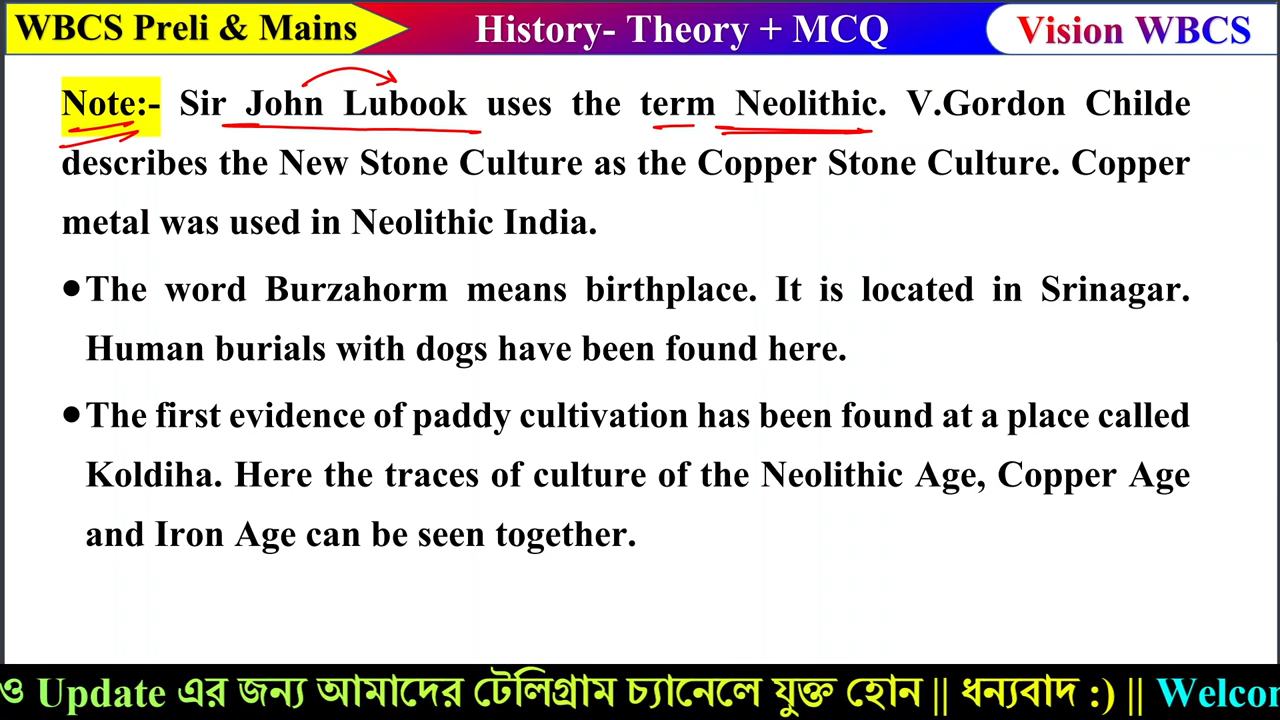 WBCS Preli & Mains
History- Theory + MCQ
Vision WBCS
Note:- Sir John Lubook uses the term Neolithic. V.Gordon Childe
describes the New Stone Culture as the Copper Stone Culture. Copper
metal was used in Neolithic India.
•The word Burzahorm means birthplace. It is located in Srinagar.
Human burials with dogs have been found here.
•The first evidence of paddy cultivation has been found at a place called
Koldiha. Here the traces of culture of the Neolithic Age, Copper Age
and Iron Age can be seen together.
ও Update এর জন্য আমাদের টেলিগ্রাম চ্যানেলে যুক্ত হোন || ধন্যবাদ :) || Welcor